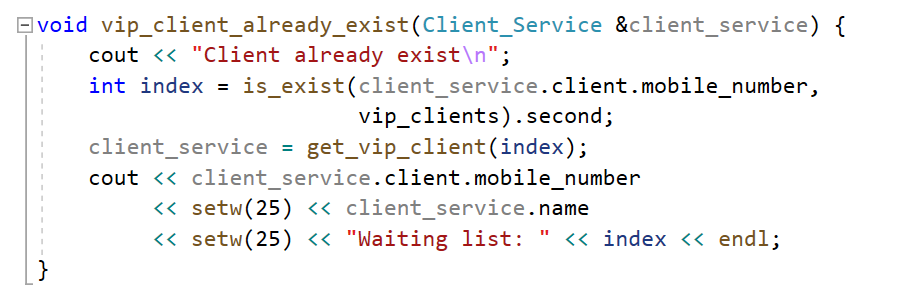 void vip_client_already_exist(Client_Service &client_service) {
    cout << "Client already exist\n";
    int index = is_exist(client_service.client.mobile_number,
                         vip_clients).second;
    client_service = get_vip_client(index);
    cout << client_service.client.mobile_number
         << setw(25) << client_service.name
         << setw(25) << "Waiting list: " << index << endl;
}